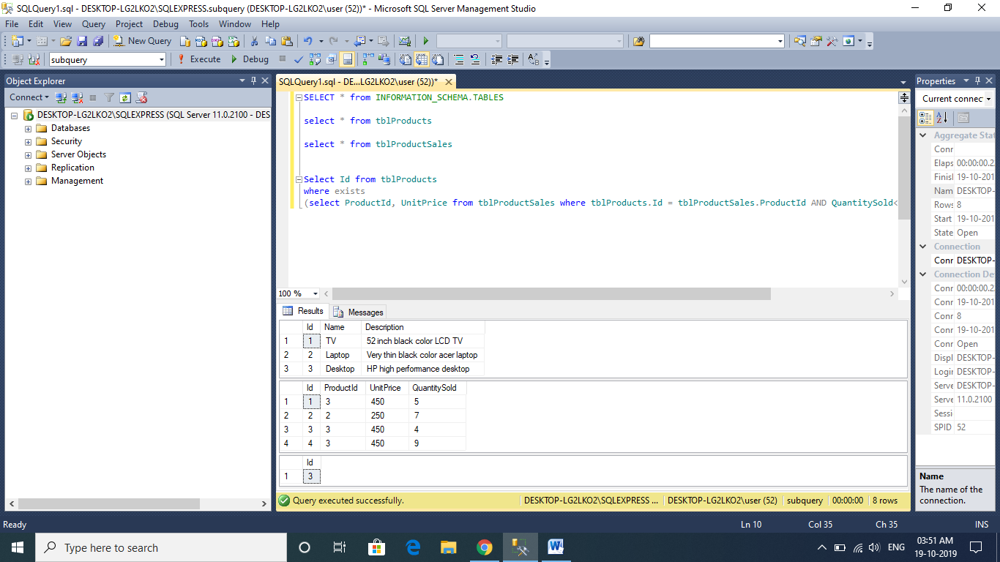 SQLQuery1.sql - DESKTOP-LG2LKO2\SQLEXPRESS.subquery (DESKTOP-LG2LKO2\user (52))* - Microsoft SQL Server Management Studio
File Edit View Query Project Debug Tools Window Help
New Query
subquery Execute Debug
Object Explorer
Connect
DESKTOP-LG2LKO2\SQLEXPRESS (SQL Server 11.0.2100 - DES
Databases
Security
Server Objects
Replication
Management
SQLQuery1.sql - DE...LG2LKO2\user (52))*
SELECT * from INFORMATION_SCHEMA.TABLES
select * from tblProducts
select * from tblProductSales
Select Id from tblProducts
where exists
(select ProductId, UnitPrice from tblProductSales where tblProducts.Id = tblProductSales.ProductId AND QuantitySold<
100 %
Results Messages
Id Name Description
1 1 TV 52 inch black color LCD TV
2 2 Laptop Very thin black color acer laptop
3 3 Desktop HP high performance desktop
Id ProductId UnitPrice QuantitySold
1 1 3 450 5
2 2 2 250 7
3 3 3 450 4
4 4 3 450 9
Id
1 3
Query executed successfully. DESKTOP-LG2LKO2\SQLEXPRESS ... DESKTOP-LG2LKO2\user (52) subquery 00:00:00 8 rows
Properties
Current connec
Aggregate Stat
Conr
Elaps 00:00:00.2
Finisl 19-10-201
Nam DESKTOP-
Rows 8
Start 19-10-201
State Open
Connection
Conr DESKTOP-
Connection De
Conr 00:00:00.2
Conr 19-10-201
Conr 8
Conr 19-10-201
Conr Open
Displ DESKTOP-
Logir DESKTOP-
Serve DESKTOP-
Serve 11.0.2100
Sessi
SPID 52
Name
The name of the
connection.
Ready Ln 10 Col 35 Ch 35 INS
Type here to search
ENG
03:51 AM
19-10-2019